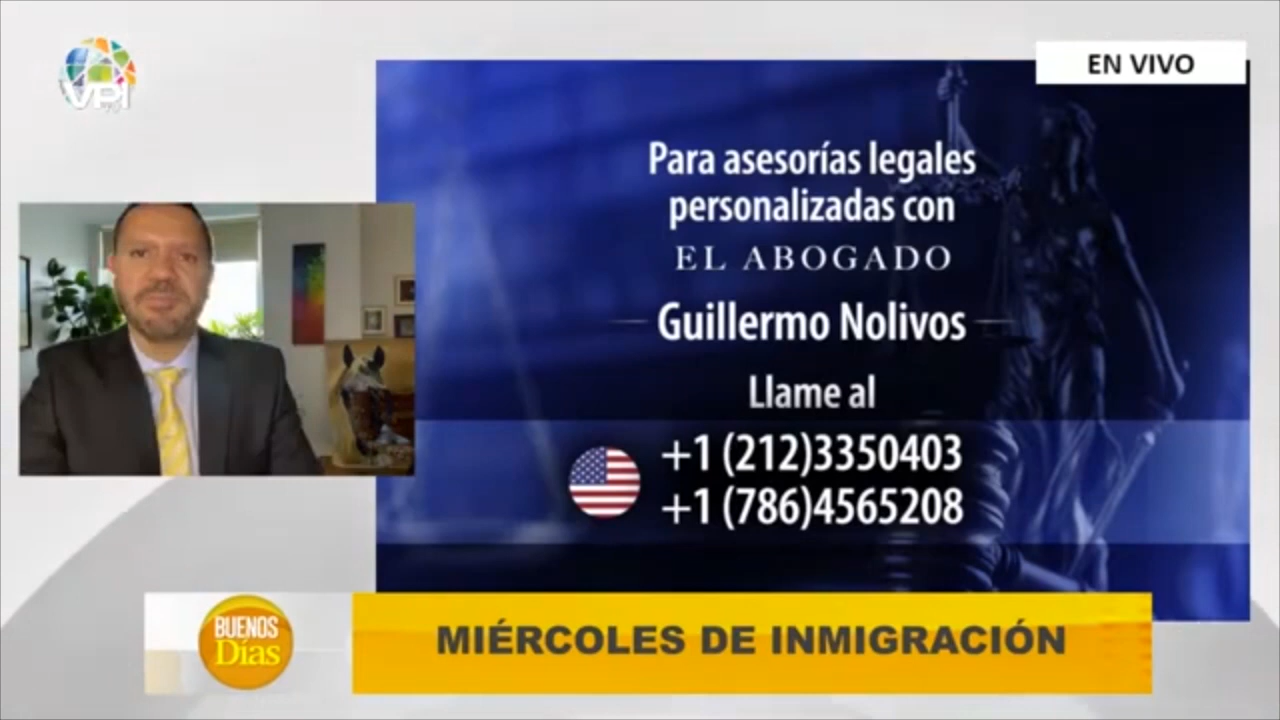 VPI
EN VIVO
Para asesorías legales
personalizadas con
EL ABOGADO
Guillermo Nolivos
Llame al
+1 (212)3350403
+1 (786)4565208
BUENOS
Días
MIÉRCOLES DE INMIGRACIÓN